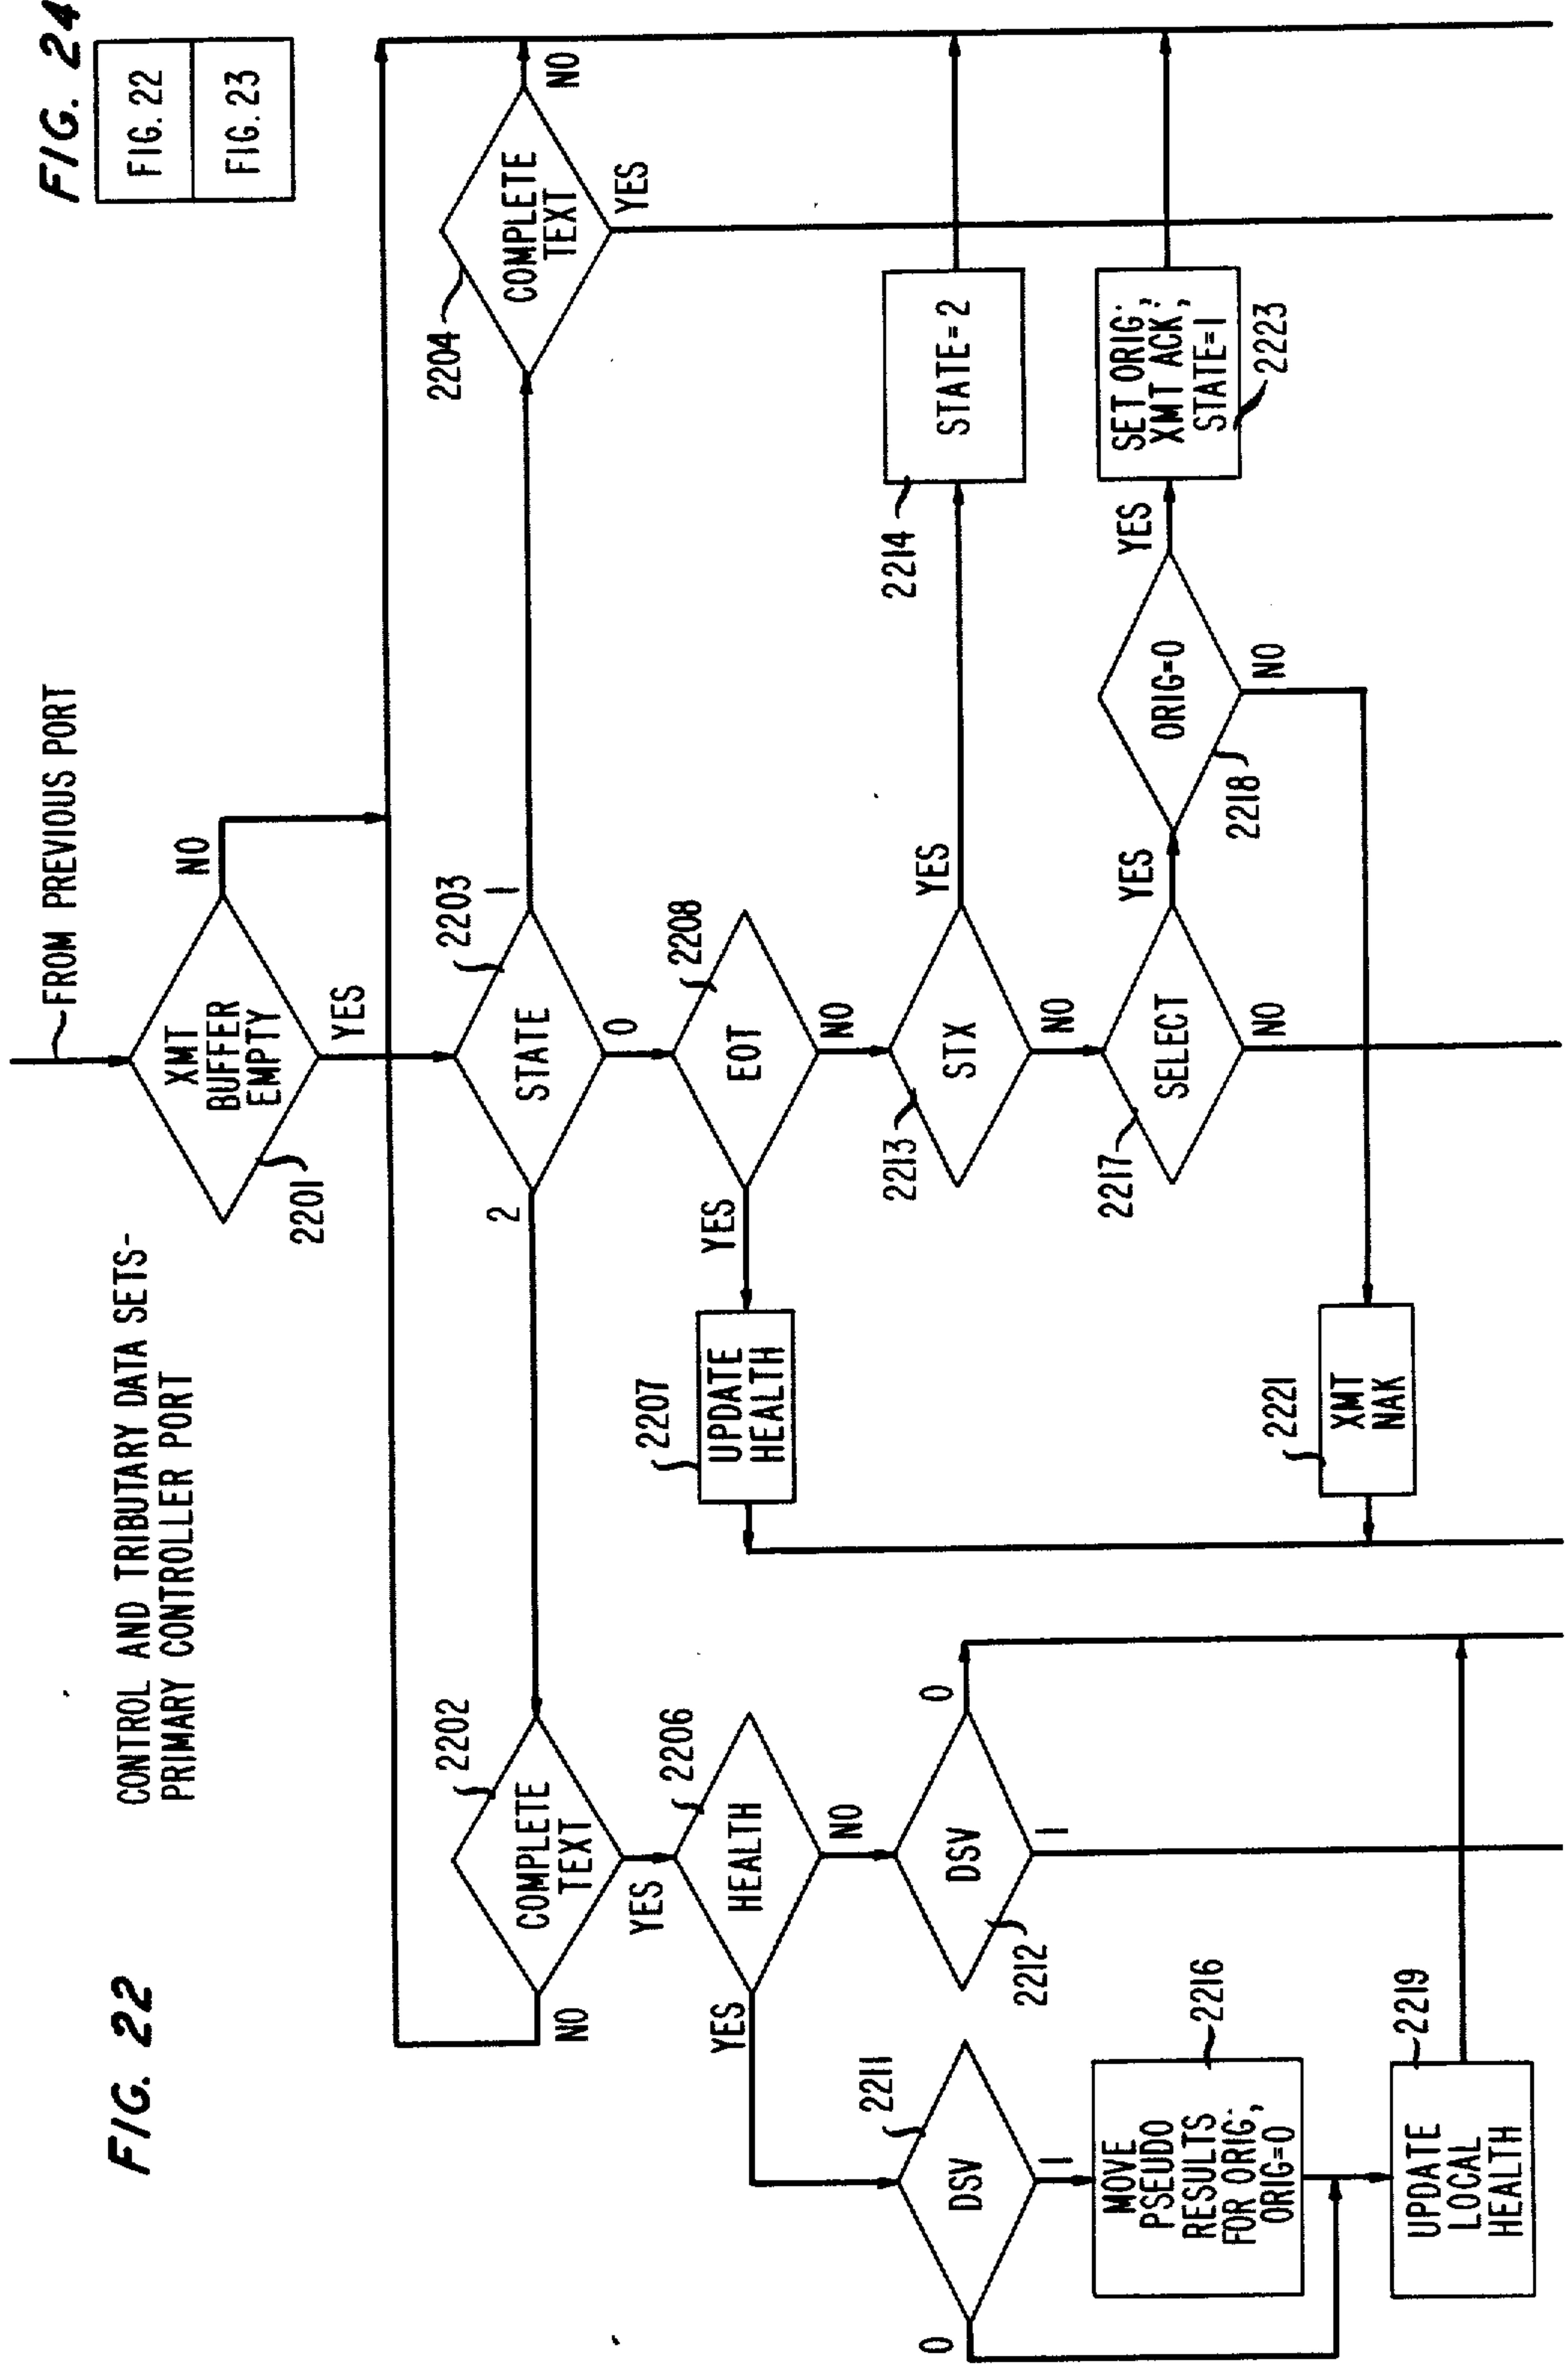 FIG. 22
CONTROL AND TRIBUTARY DATA SETS-
PRIMARY CONTROLLER PORT
FROM PREVIOUS PORT
FIG. 24
FIG. 22
FIG. 23
XMT
BUFFER
EMPTY
2201
NO
YES
COMPLETE
TEXT
2202
NO
YES
2
STATE
2203
1
0
2204
COMPLETE
TEXT
NO
YES
HEALTH
2206
YES
NO
2207
UPDATE
HEALTH
YES
EOT
2208
NO
DSV
2211
0
1
DSV
2212
0
1
STX
2213
YES
NO
2214
STATE=2
MOVE
PSEUDO
RESULTS
FOR ORIG;
ORIG=0
2216
SELECT
2217
YES
NO
ORIG=0
2218
YES
NO
SET ORIG;
XMT ACK;
STATE=1
2223
UPDATE
LOCAL
HEALTH
2219
2221
XMT
NAK